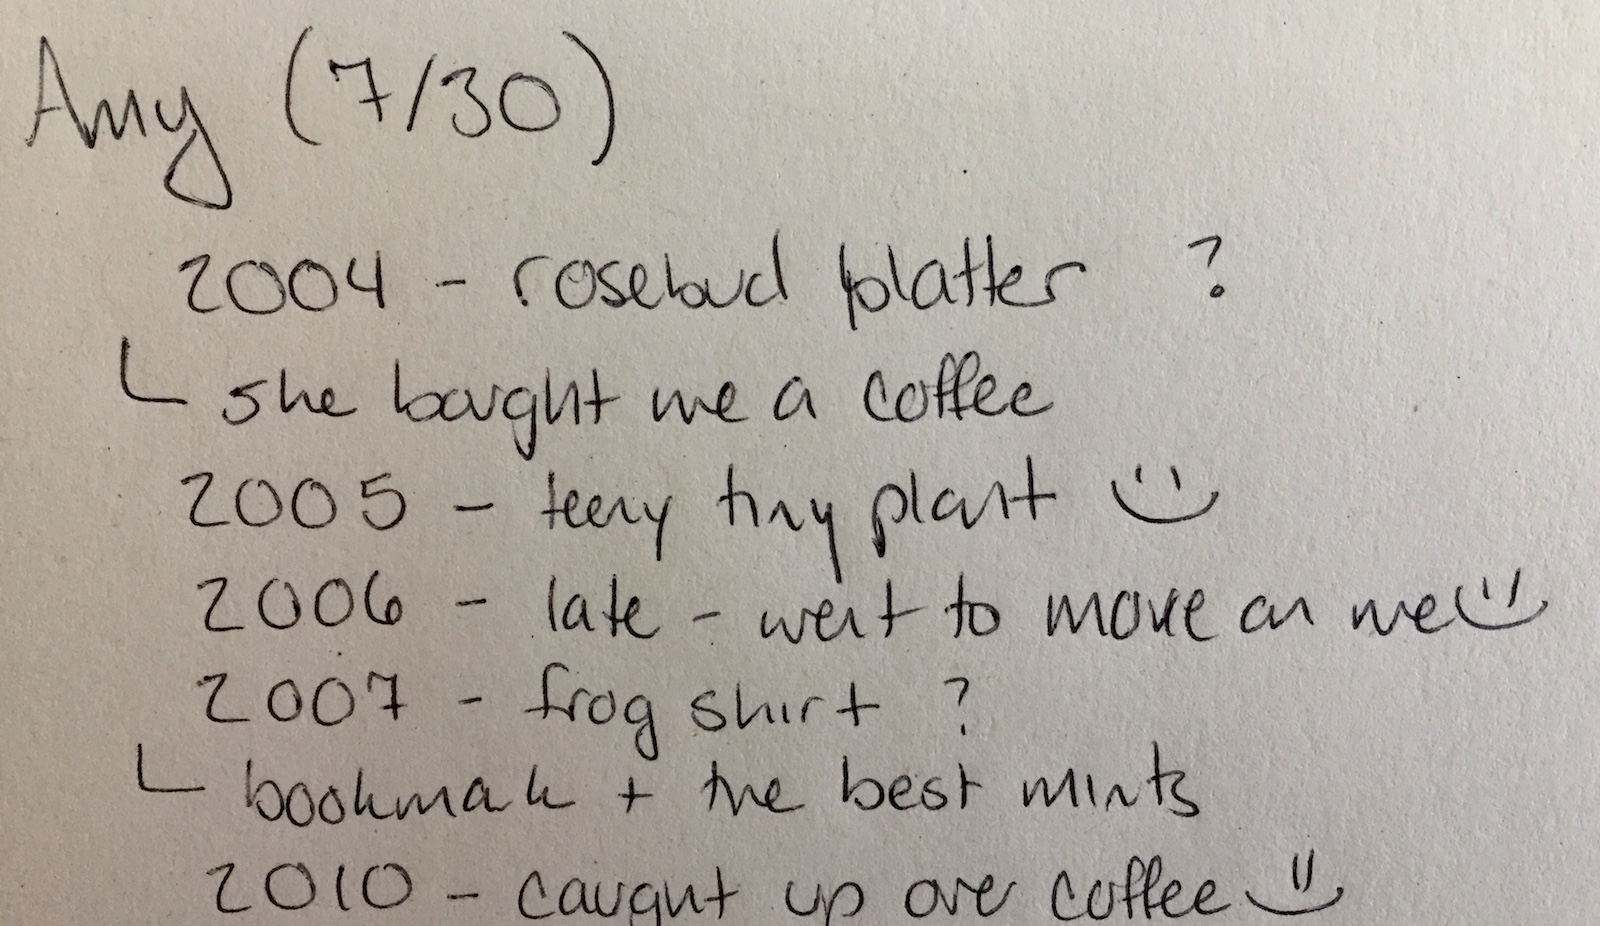 Amy (7/30)
2004 - rosebud platter ?
she bought me a coffee
2005 - teeny tiny plant
2006 - late - went to move on me
2007 - frog shirt ?
bookmark + the best mints
2010 - caught up over coffee